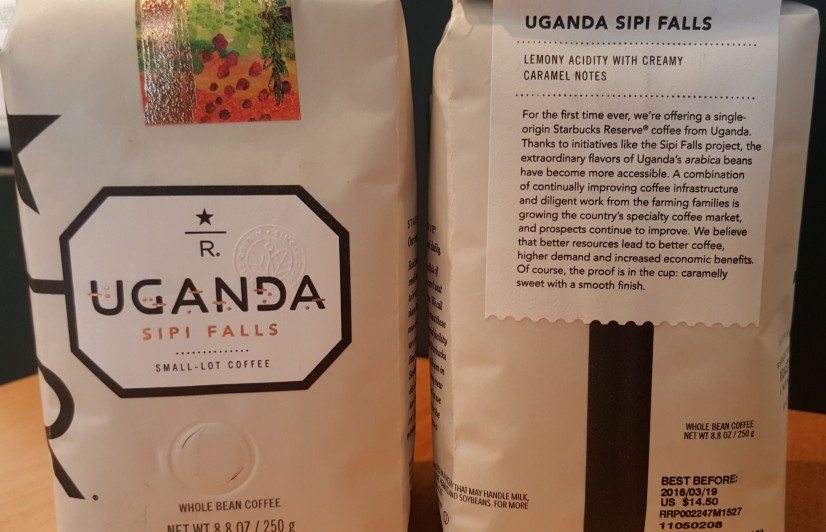 R.
UGANDA
SIPI FALLS
SMALL-LOT COFFEE
WHOLE BEAN COFFEE
NET WT 8.8 OZ/250 g
UGANDA SIPI FALLS
LEMONY ACIDITY WITH CREAMY
CARAMEL NOTES
For the first time ever, we're offering a single-
origin Starbucks Reserve® coffee from Uganda.
Thanks to initiatives like the Sipi Falls project, the
extraordinary flavors of Uganda's arabica beans
have become more accessible. A combination
of continually improving coffee infrastructure
and diligent work from the farming families is
growing the country's specialty coffee market,
and prospects continue to improve. We believe
that better resources lead to better coffee,
higher demand and increased economic benefits.
Of course, the proof is in the cup: caramelly
sweet with a smooth finish.
WHOLE BEAN COFFEE
NET WT 8.8 OZ / 250 g
THAT MAY HANDLE MILK,
AND SOYBEANS. FOR MORE
BEST BEFORE:
2016/03/19
US $14.50
RRP002247M1527
11050208